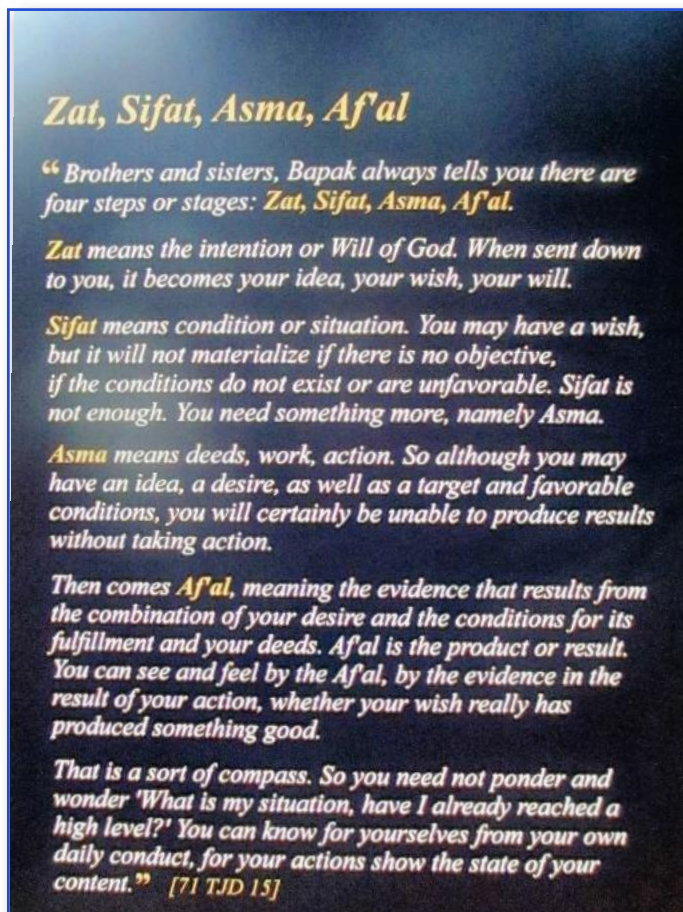 Zat, Sifat, Asma, Af'al
“ Brothers and sisters, Bapak always tells you there are
four steps or stages: Zat, Sifat, Asma, Af'al.
Zat means the intention or Will of God. When sent down
to you, it becomes your idea, your wish, your will.
Sifat means condition or situation. You may have a wish,
but it will not materialize if there is no objective,
if the conditions do not exist or are unfavorable. Sifat is
not enough. You need something more, namely Asma.
Asma means deeds, work, action. So although you may
have an idea, a desire, as well as a target and favorable
conditions, you will certainly be unable to produce results
without taking action.
Then comes Af'al, meaning the evidence that results from
the combination of your desire and the conditions for its
fulfillment and your deeds. Af'al is the product or result.
You can see and feel by the Af'al, by the evidence in the
result of your action, whether your wish really has
produced something good.
That is a sort of compass. So you need not ponder and
wonder 'What is my situation, have I already reached a
high level?' You can know for yourselves from your own
daily conduct, for your actions show the state of your
content.” [71 TJD 15]